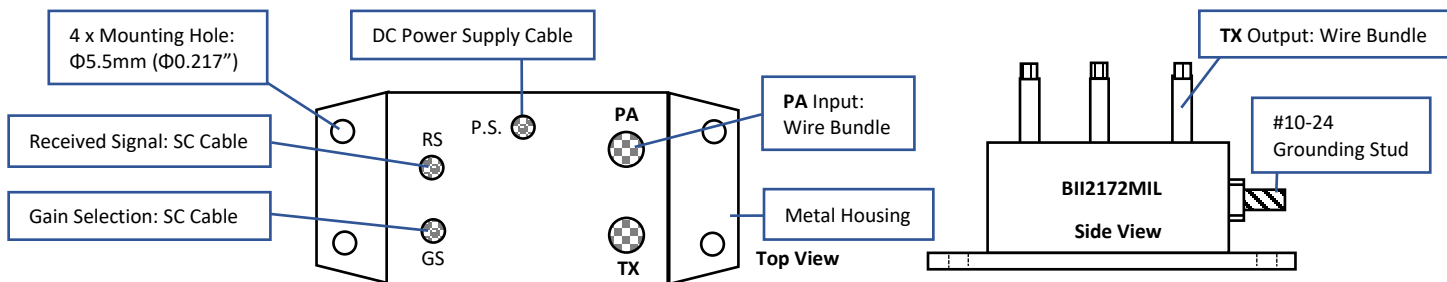 4 x Mounting Hole:
Φ5.5mm (Φ0.217”)
DC Power Supply Cable
TX Output: Wire Bundle
PA Input:
Wire Bundle
#10-24
Grounding Stud
Received Signal: SC Cable
Gain Selection: SC Cable
P.S.
PA
RS
GS
TX
Metal Housing
Top View
BII2172MIL
Side View